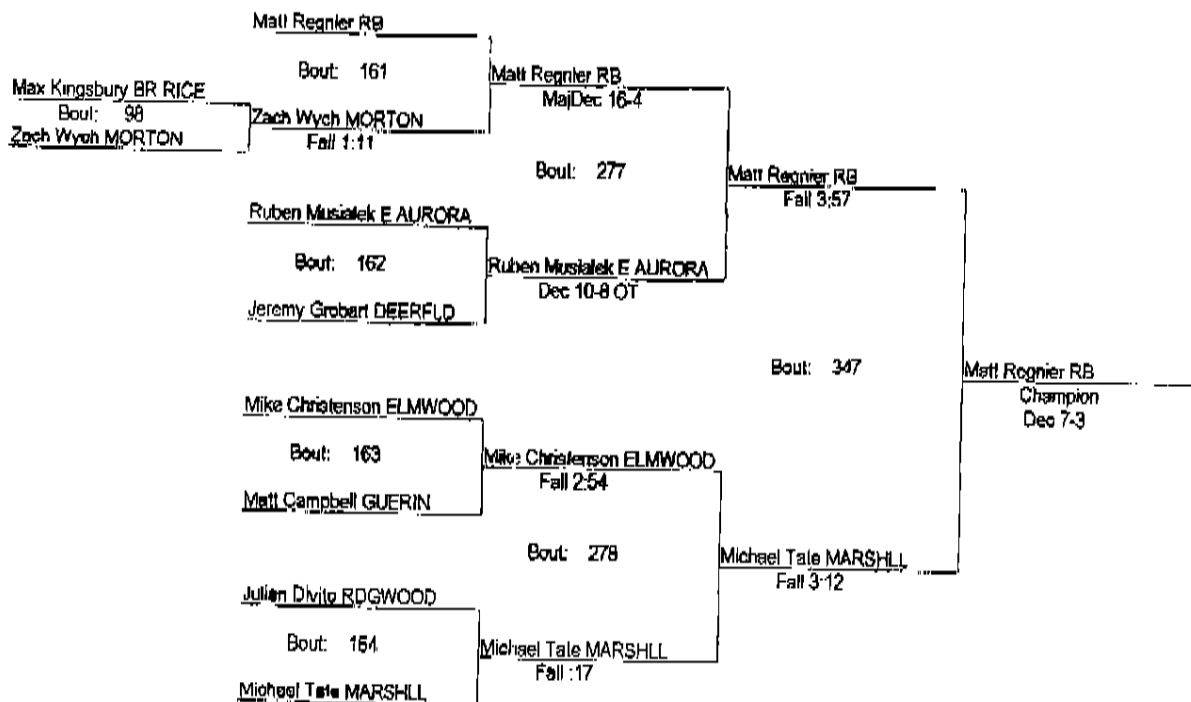 Matt Regnier RB
Bout: 161
Max Kingsbury BR RICE
Bout: 98
Zach Wych MORTON
Zach Wych MORTON
Fall 1:11
Matt Regnier RB
MajDec 16-4
Bout: 277
Ruben Musialek E AURORA
Bout: 162
Jeremy Grobart DEERFLD
Ruben Musialek E AURORA
Dec 10-8 OT
Matt Regnier RB
Fall 3:57
Bout: 347
Mike Christenson ELMWOOD
Bout: 163
Matt Campbell GUERIN
Mike Christenson ELMWOOD
Fall 2:54
Bout: 278
Julian Divito RDGWOOD
Bout: 164
Michael Tate MARSHLL
Michael Tate MARSHLL
Fall :17
Michael Tate MARSHLL
Fall 3:12
Matt Regnier RB
Champion
Dec 7-3